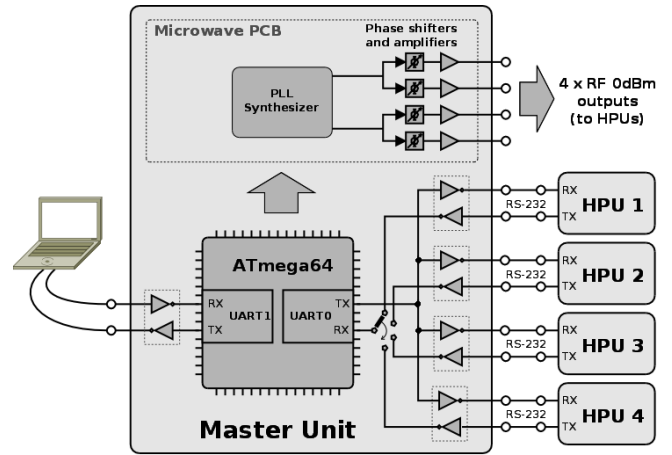 Microwave PCB
Phase shifters
and amplifiers
PLL
Synthesizer
4 x RF 0dBm
outputs
(to HPUs)
ATmega64
RX
TX
UART1
UART0
TX
RX
RS-232
RX
TX
HPU 1
RS-232
RX
TX
HPU 2
RS-232
RX
TX
HPU 3
RS-232
RX
TX
HPU 4
Master Unit